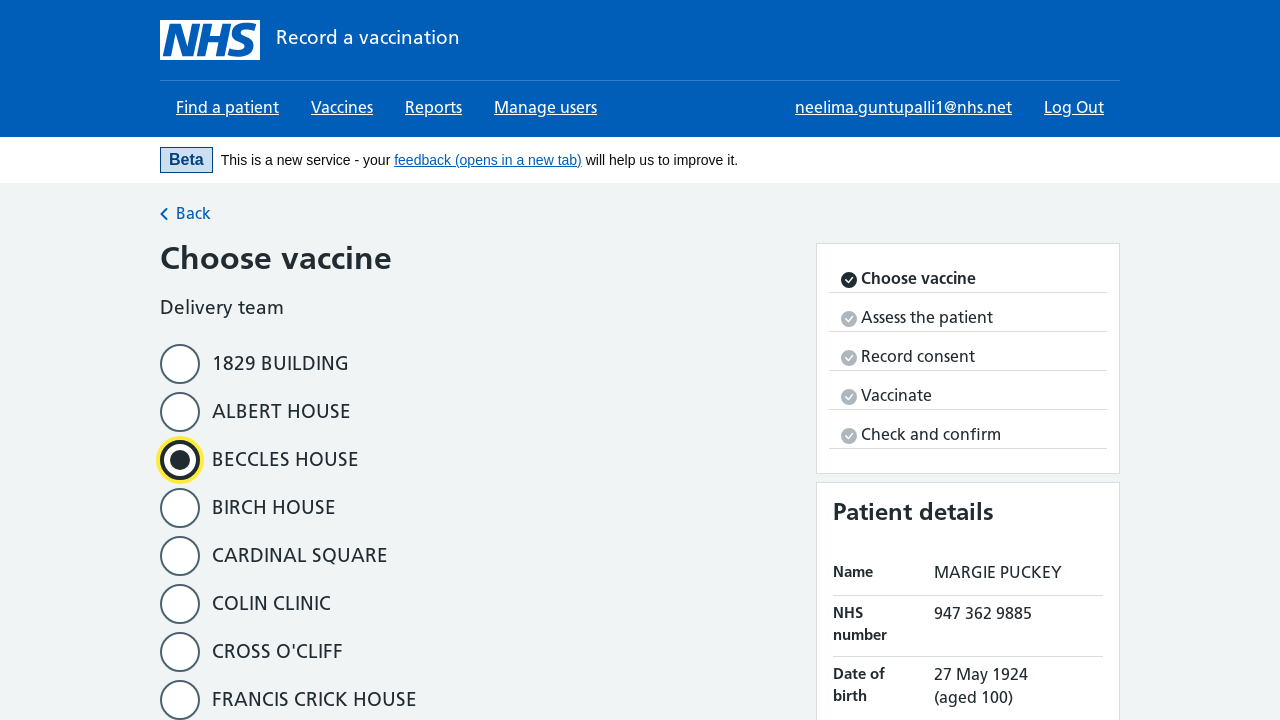 NHS Record a vaccination
Find a patient Vaccines Reports Manage users neelima.guntupalli1@nhs.net Log Out
Beta This is a new service - your feedback (opens in a new tab) will help us to improve it.
Back
Choose vaccine
Delivery team
1829 BUILDING
ALBERT HOUSE
BECCLES HOUSE
BIRCH HOUSE
CARDINAL SQUARE
COLIN CLINIC
CROSS O'CLIFF
FRANCIS CRICK HOUSE
Choose vaccine
Assess the patient
Record consent
Vaccinate
Check and confirm
Patient details
Name MARGIE PUCKEY
NHS number 947 362 9885
Date of birth 27 May 1924
(aged 100)